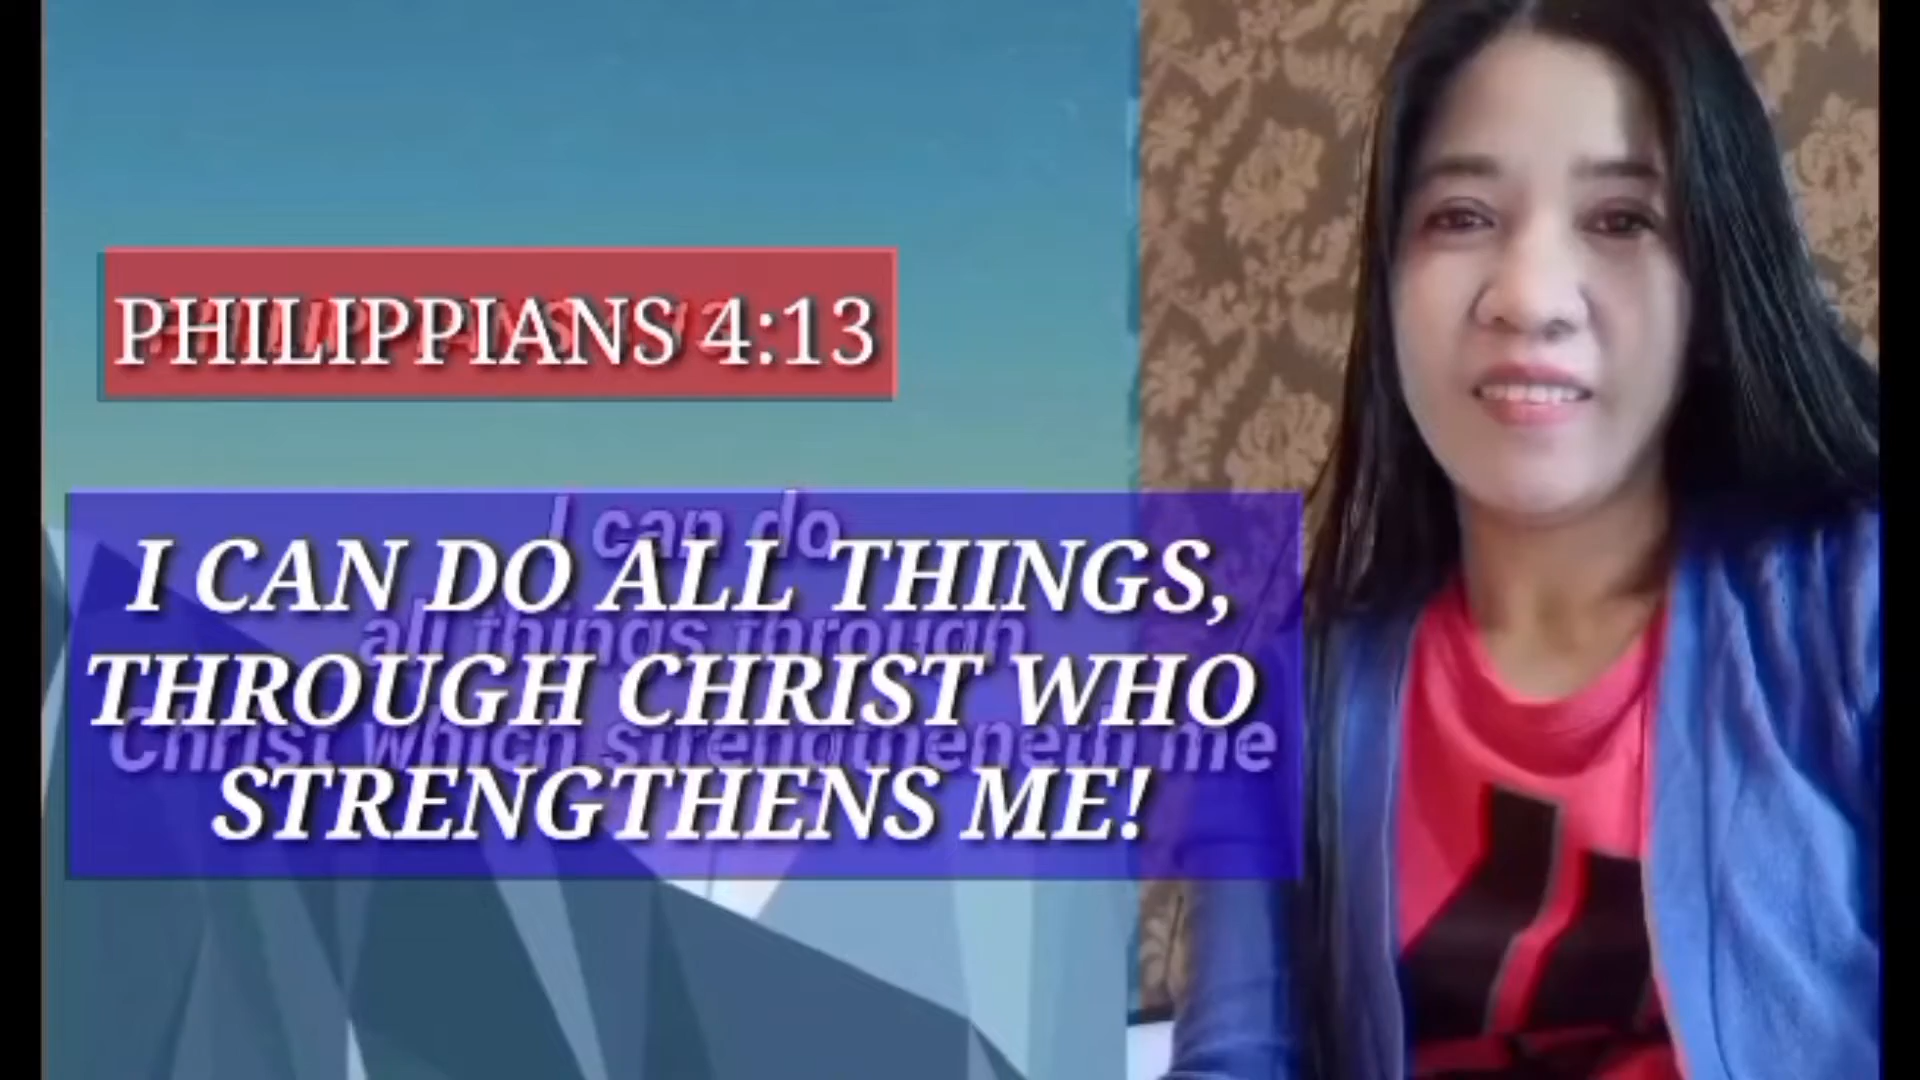 PHILIPPIANS 4:13
I can do
I CAN DO ALL THINGS,
all things through
THROUGH CHRIST WHO
Christ which strengtheneth me
STRENGTHENS ME!